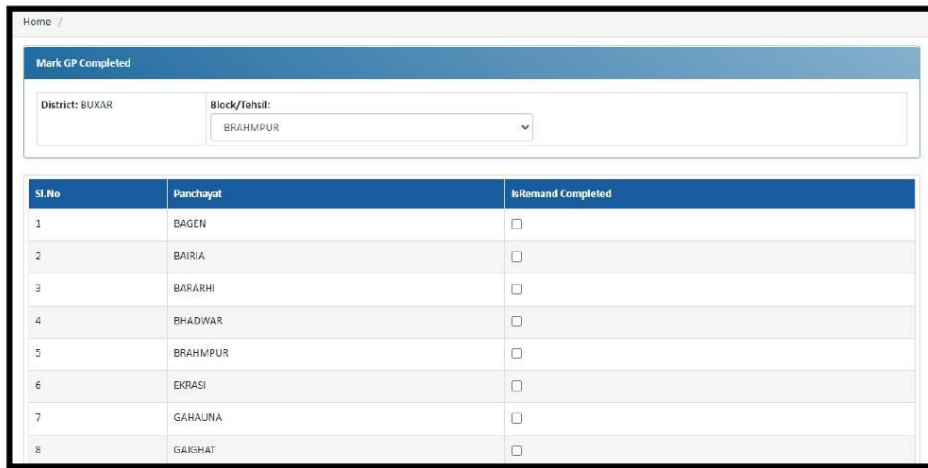 Home /
Mark GP Completed
District: BUXAR
Block/Tehsil:
BRAHMPUR
Sl.No Panchayat IsRemand Completed
1 BAGEN
2 BAIRIA
3 BARARHI
4 BHADWAR
5 BRAHMPUR
6 EKRASI
7 GAHAUNA
8 GAIGHAT